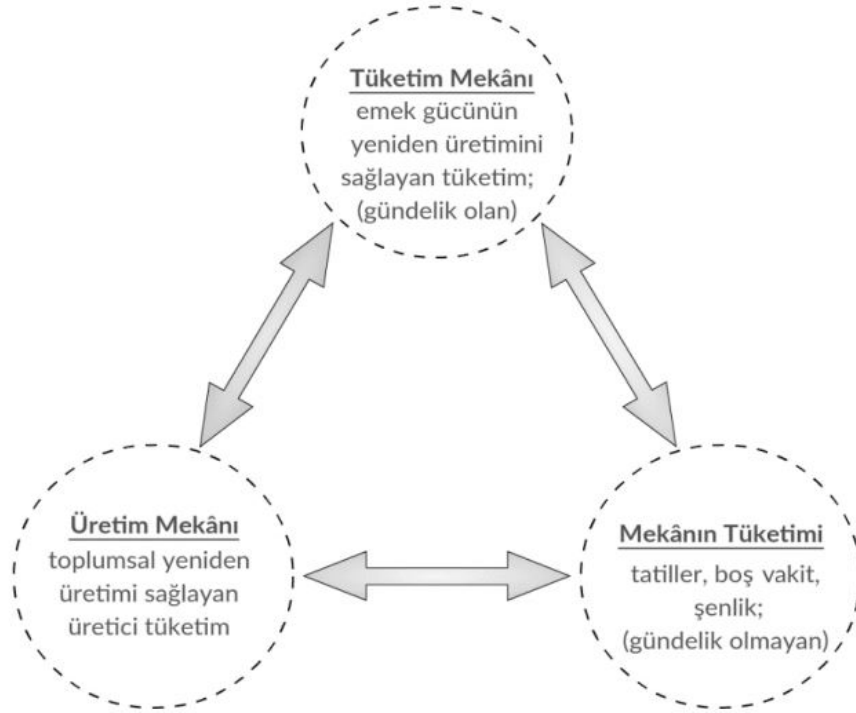 Tüketim Mekânı
emek gücünün
yeniden üretimini
sağlayan tüketim;
(gündelik olan)
Üretim Mekânı
toplumsal yeniden
üretimi sağlayan
üretici tüketim
Mekânın Tüketimi
tatiller, boş vakit,
şenlik;
(gündelik olmayan)